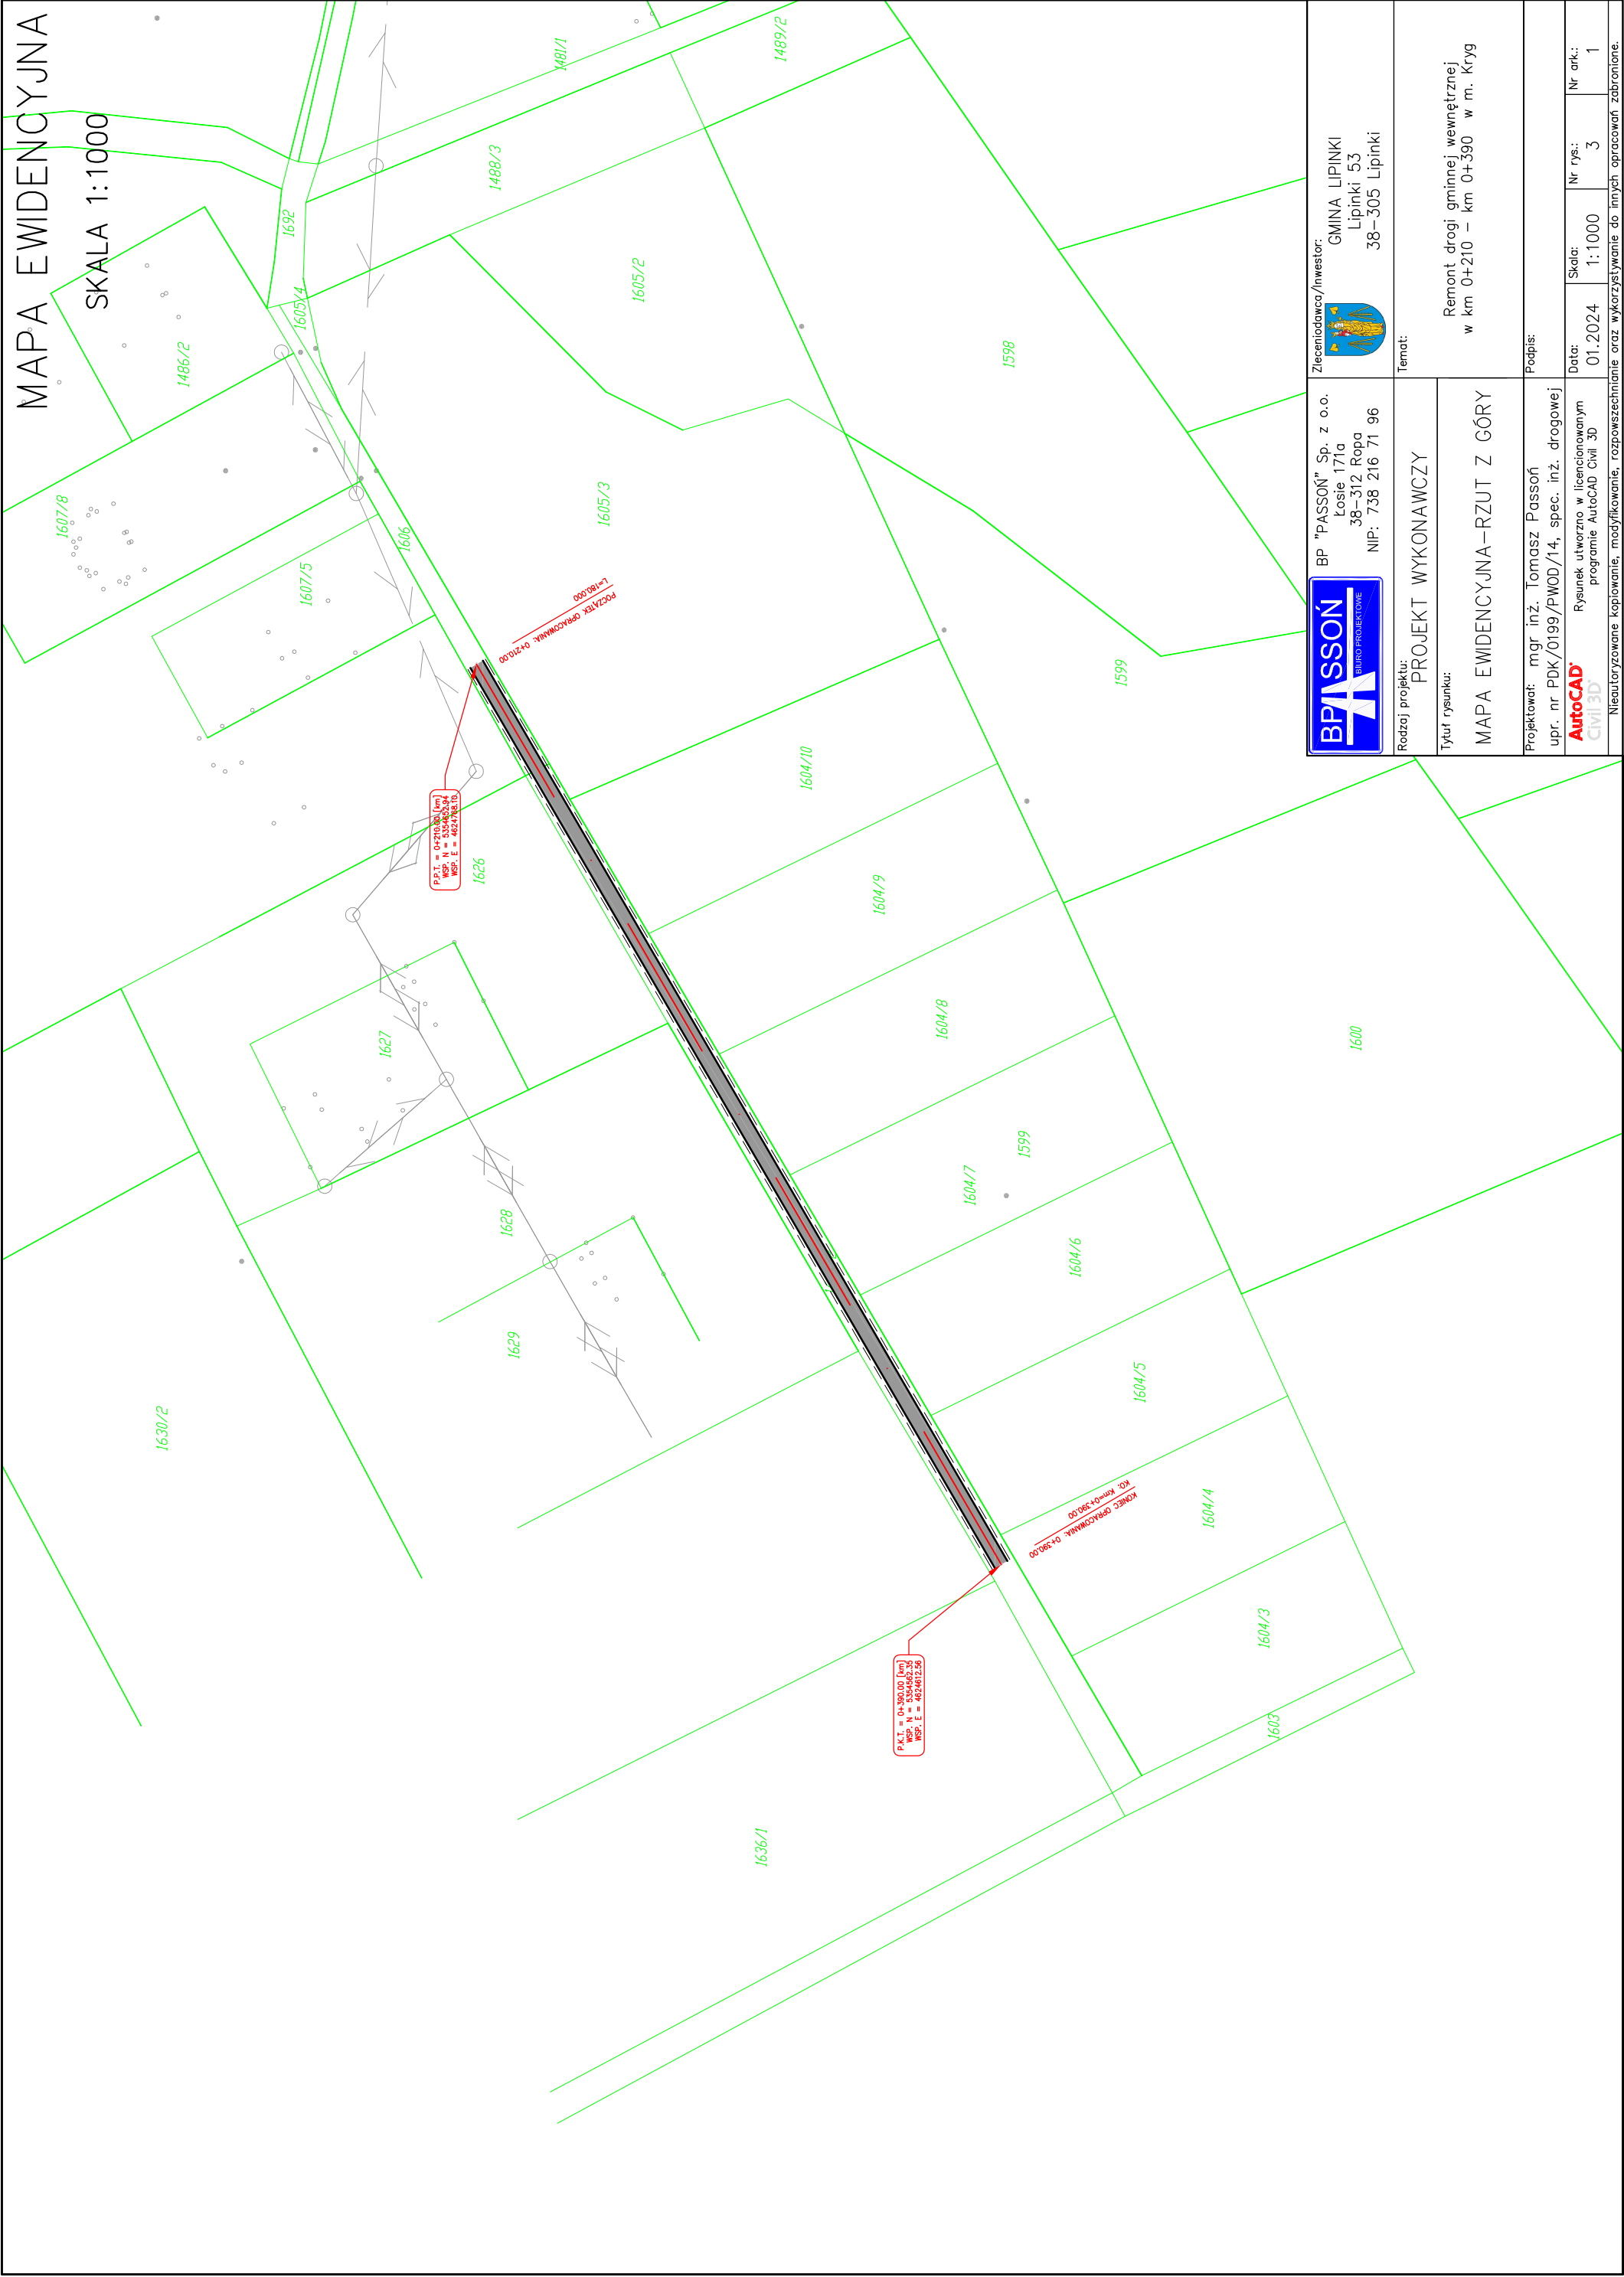 MAPA EWIDENCYJNA
SKALA 1:1000
1481/1
1489/2
1488/3
1692
1605/4
1486/2
1605/2
1598
1607/8
1605/3
1606
1607/5
POCZĄTEK OPRACOWANIA: 0+210.00
L=180.000
1599
P.P.T. = 0+210.00 [km]
1604/10
1626
1604/9
1627
1604/8
1600
1599
1604/7
1628
1604/6
1629
1604/5
1630/2
KONIEC OPRACOWANIA: 0+390.00
KO: Km=0+390.00
1604/4
1604/3
P.K.T. = 0+390.00 [km]
WSP. N = 5354562.35
WSP. E = 4624612.56
1603
1636/1
BP PASSOŃ
BIURO PROJEKTOWE
BP "PASSOŃ" Sp. z o.o.
Łosie 171a
38-312 Ropa
NIP: 738 216 71 96
Zleceniodawca/Inwestor:
GMINA LIPINKI
Lipinki 53
38-305 Lipinki
Rodzaj projektu:
PROJEKT WYKONAWCZY
Temat:
Remont drogi gminnej wewnętrznej
w km 0+210 - km 0+390 w m. Kryg
Tytuł rysunku:
MAPA EWIDENCYJNA-RZUT Z GÓRY
Projektował: mgr inż. Tomasz Passoń
upr. nr PDK/0199/PWOD/14, spec. inż. drogowej
Podpis:
AutoCAD
Civil 3D
Rysunek utworzno w licencionowanym
programie AutoCAD Civil 3D
Data:
01.2024
Skala:
1:1000
Nr rys.:
3
Nr ark.:
1
Nieautoryzowane kopiowanie, modyfikowanie, rozpowszechnianie oraz wykorzystywanie do innych opracowań zabronione.